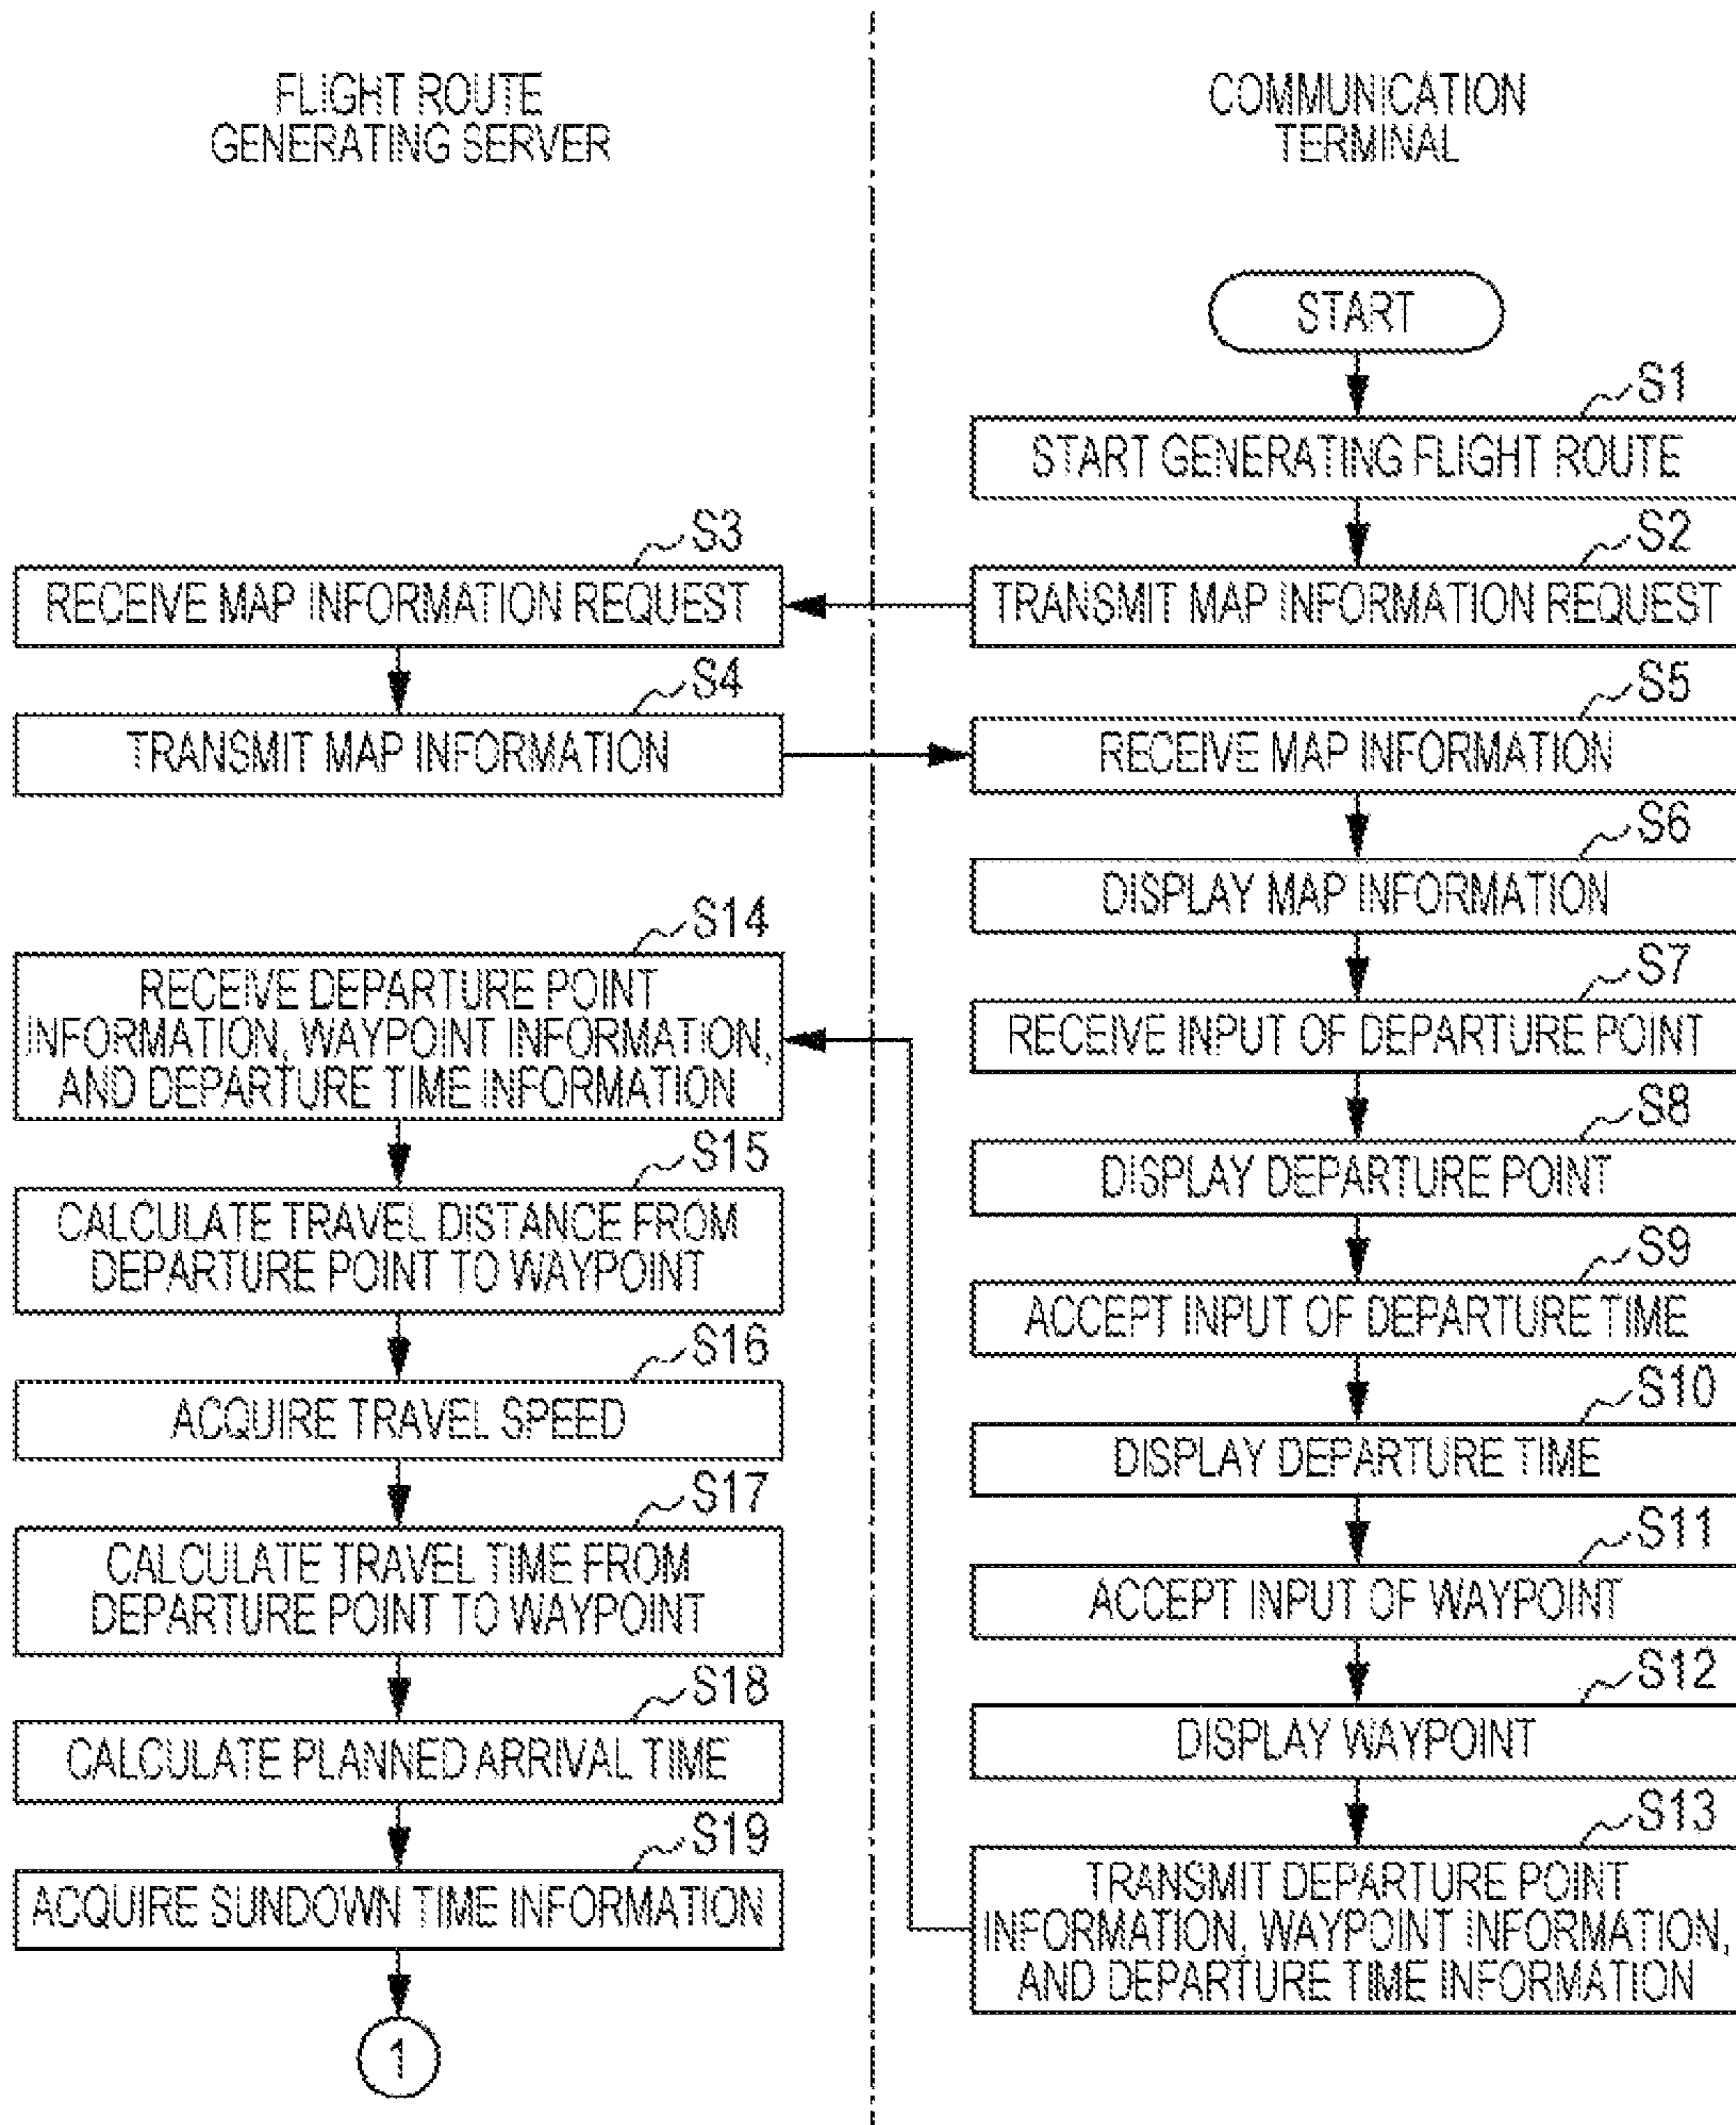 FLIGHT ROUTE
GENERATING SERVER
COMMUNICATION
TERMINAL
START
S1
START GENERATING FLIGHT ROUTE
S2
TRANSMIT MAP INFORMATION REQUEST
S3
RECEIVE MAP INFORMATION REQUEST
S4
TRANSMIT MAP INFORMATION
S5
RECEIVE MAP INFORMATION
S6
DISPLAY MAP INFORMATION
S7
RECEIVE INPUT OF DEPARTURE POINT
S8
DISPLAY DEPARTURE POINT
S9
ACCEPT INPUT OF DEPARTURE TIME
S10
DISPLAY DEPARTURE TIME
S11
ACCEPT INPUT OF WAYPOINT
S12
DISPLAY WAYPOINT
S13
TRANSMIT DEPARTURE POINT
INFORMATION, WAYPOINT INFORMATION,
AND DEPARTURE TIME INFORMATION
S14
RECEIVE DEPARTURE POINT
INFORMATION, WAYPOINT INFORMATION,
AND DEPARTURE TIME INFORMATION
S15
CALCULATE TRAVEL DISTANCE FROM
DEPARTURE POINT TO WAYPOINT
S16
ACQUIRE TRAVEL SPEED
S17
CALCULATE TRAVEL TIME FROM
DEPARTURE POINT TO WAYPOINT
S18
CALCULATE PLANNED ARRIVAL TIME
S19
ACQUIRE SUNDOWN TIME INFORMATION
1